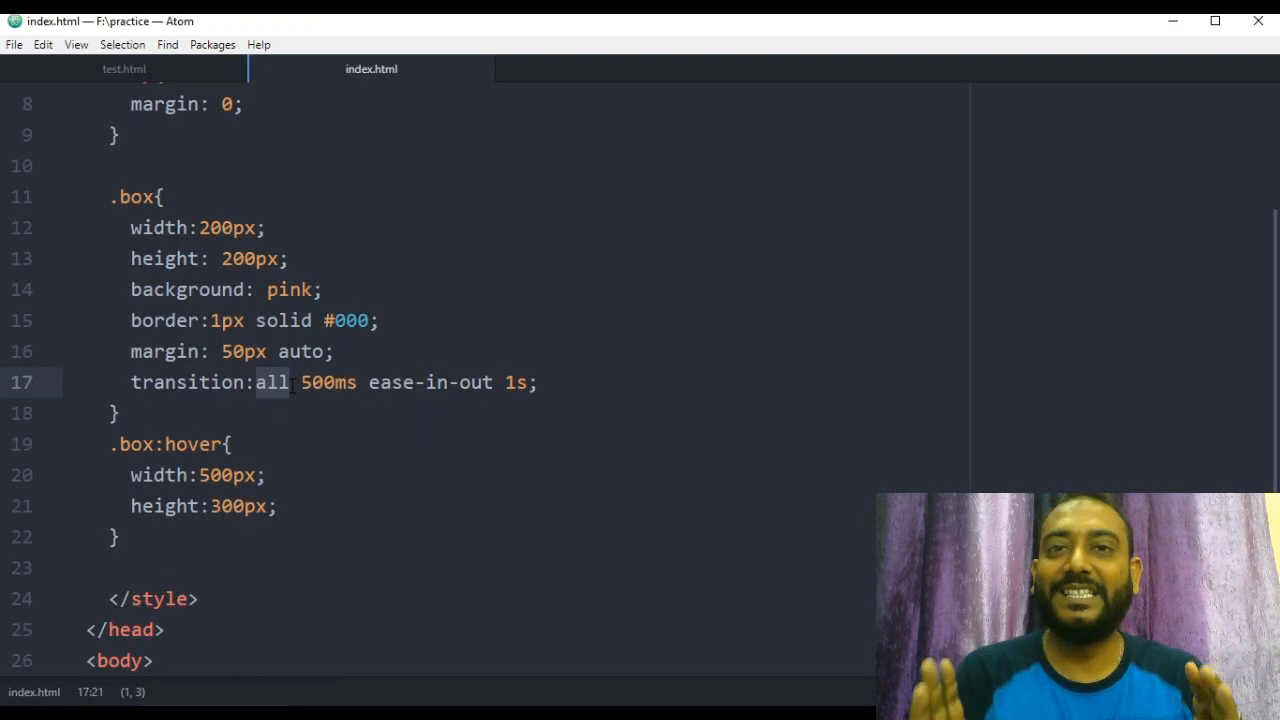 index.html — F:\practice — Atom
File Edit View Selection Find Packages Help
test.html index.html
8 margin: 0;
9 }
10
11 .box{
12 width:200px;
13 height: 200px;
14 background: pink;
15 border:1px solid #000;
16 margin: 50px auto;
17 transition:all 500ms ease-in-out 1s;
18 }
19 .box:hover{
20 width:500px;
21 height:300px;
22 }
23
24 </style>
25 </head>
26 <body>
index.html 17:21 (1, 3)